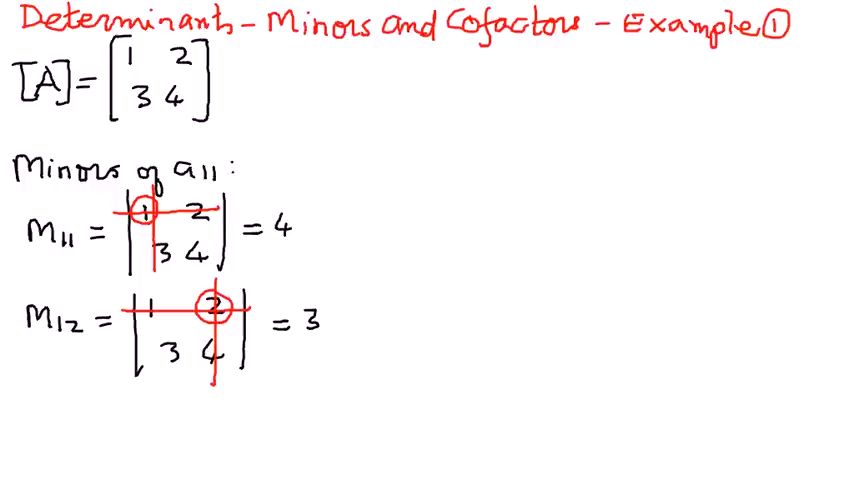 Determinants - Minors and Cofactors - Example ①
[A] = [1 2
3 4]
Minors of a11:
M11 = |1 2
3 4| = 4
M12 = |1 2
3 4| = 3